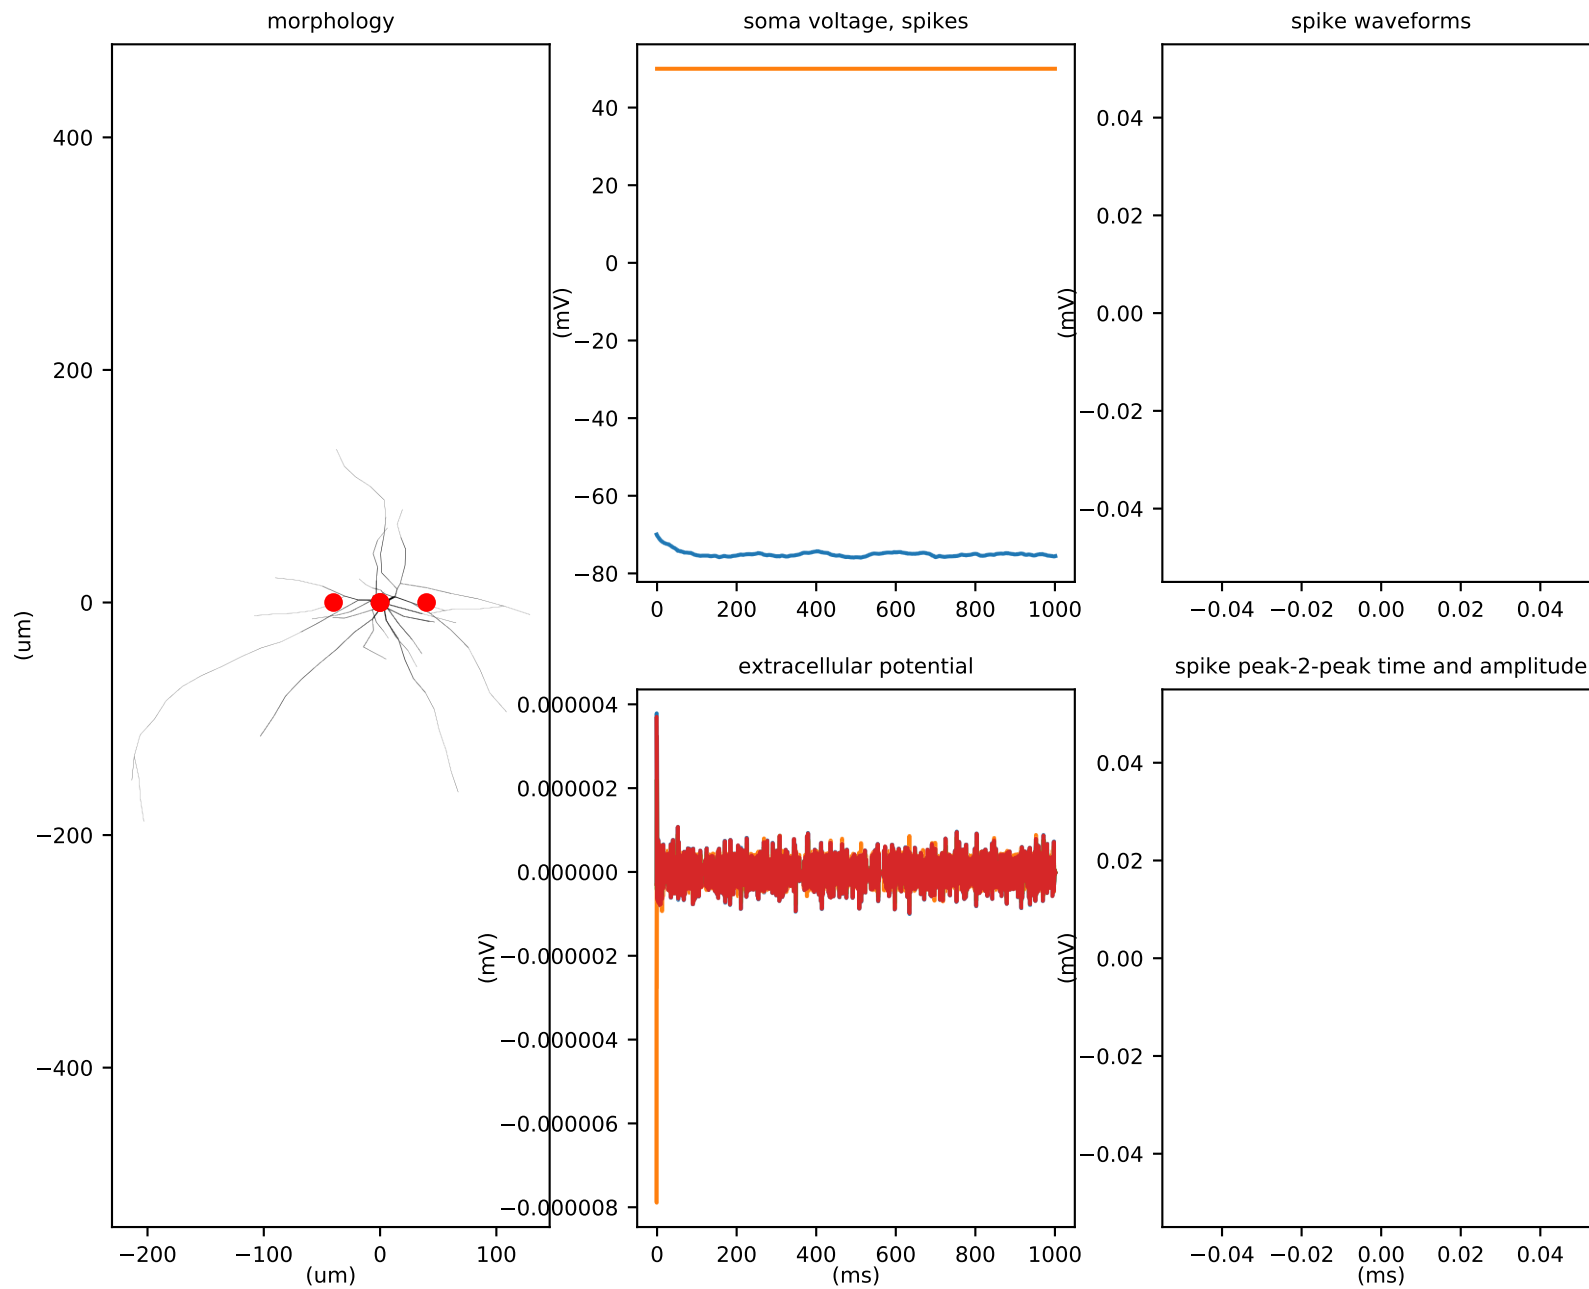 morphology
400
200
0
−200
−400
(um)
−200 −100 0 100
(um)
soma voltage, spikes
40
20
0
−20
−40
−60
−80
(mV)
0 200 400 600 800 1000
spike waveforms
0.04
0.02
0.00
−0.02
−0.04
(mV)
−0.04 −0.02 0.00 0.02 0.04
extracellular potential
0.000004
0.000002
0.000000
−0.000002
−0.000004
−0.000006
−0.000008
(mV)
0 200 400 600 800 1000
(ms)
spike peak-2-peak time and amplitude
0.04
0.02
0.00
−0.02
−0.04
(mV)
−0.04 −0.02 0.00 0.02 0.04
(ms)